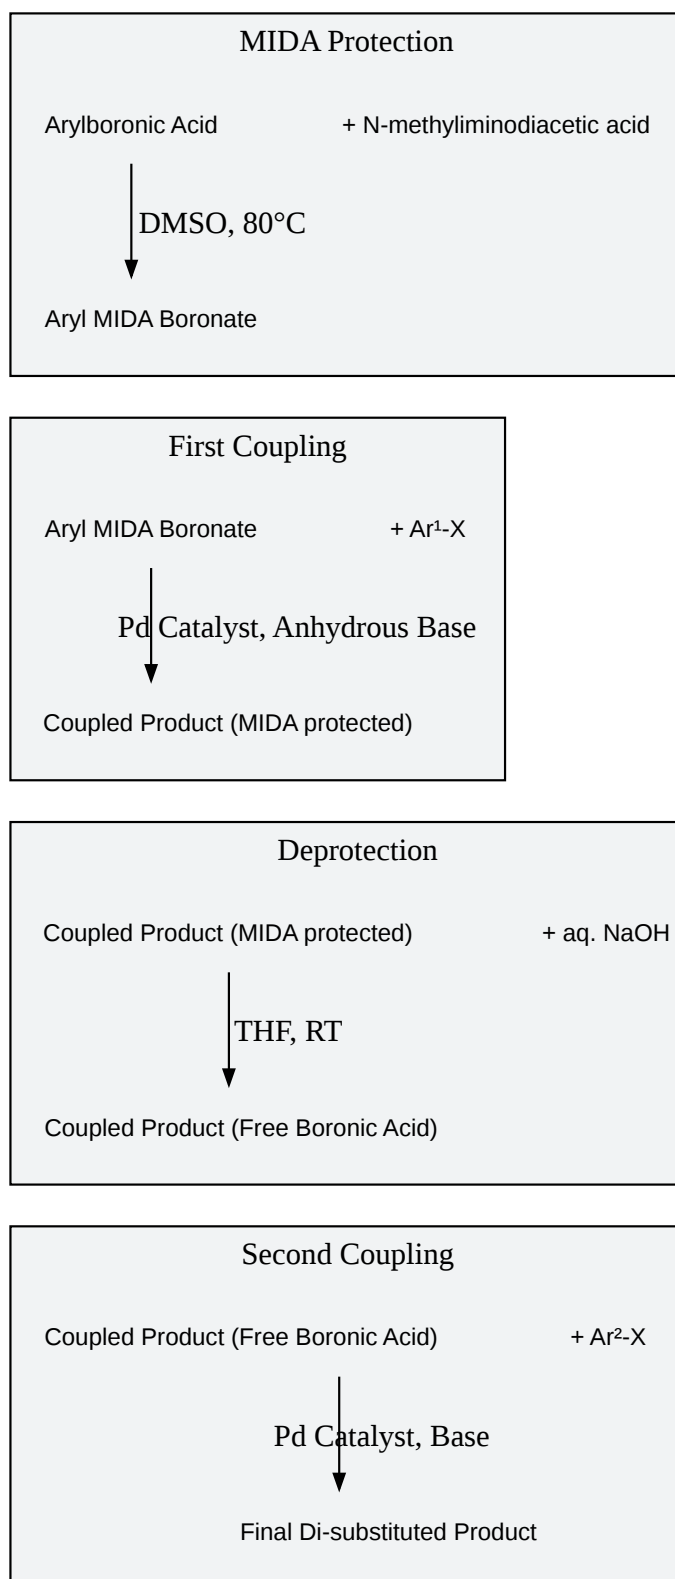 MIDA Protection
Arylboronic Acid + N-methyliminodiacetic acid
DMSO, 80°C
Aryl MIDA Boronate
First Coupling
Aryl MIDA Boronate + Ar¹-X
Pd Catalyst, Anhydrous Base
Coupled Product (MIDA protected)
Deprotection
Coupled Product (MIDA protected) + aq. NaOH
THF, RT
Coupled Product (Free Boronic Acid)
Second Coupling
Coupled Product (Free Boronic Acid) + Ar²-X
Pd Catalyst, Base
Final Di-substituted Product